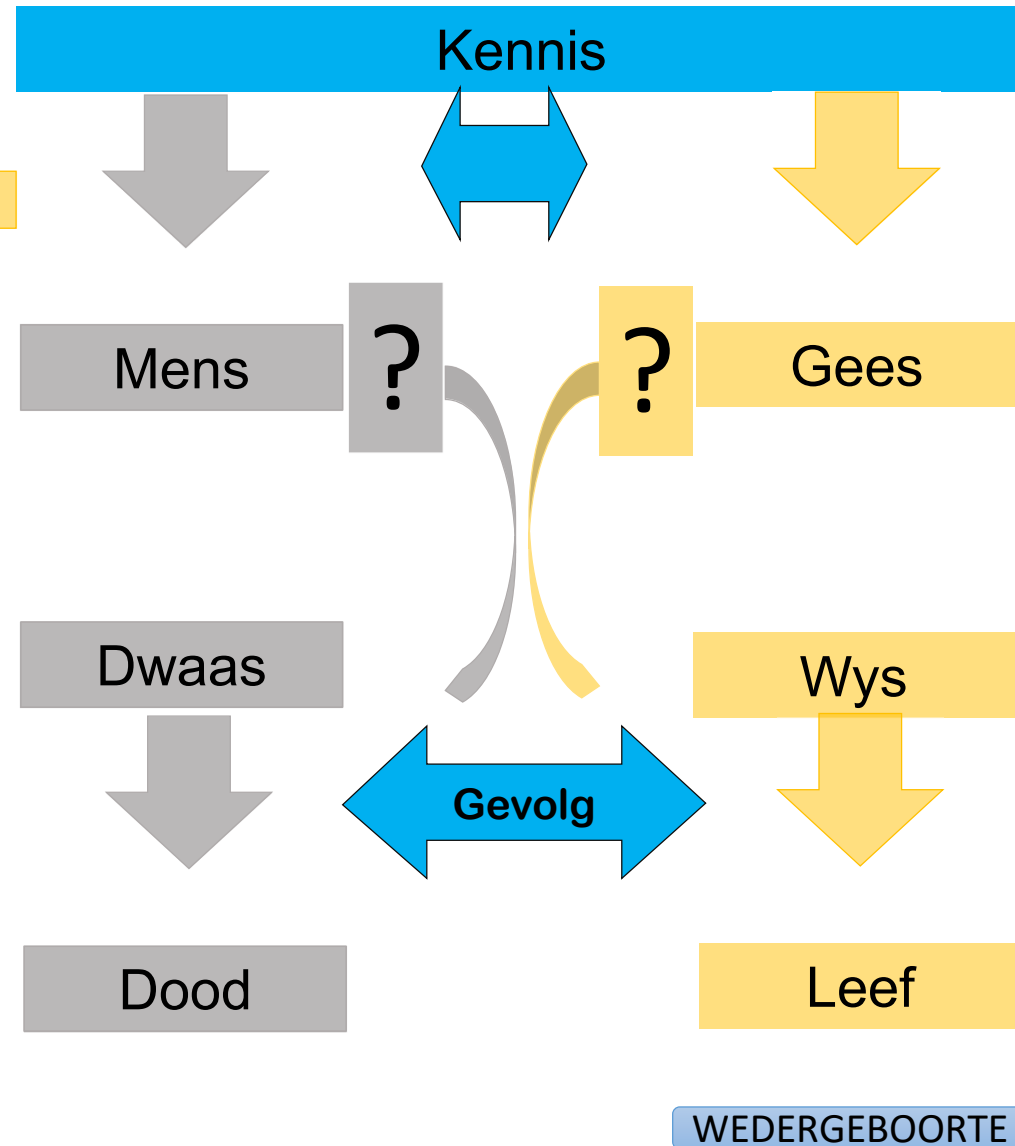 Kennis
Mens ? ? Gees
Dwaas Wys
Gevolg
Dood Leef
WEDERGEBOORTE